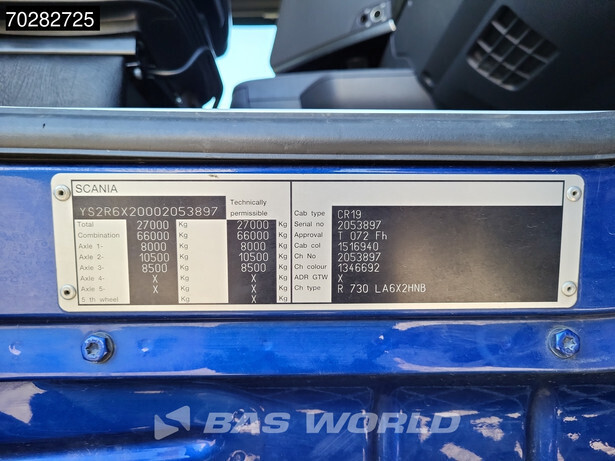 70282725
SCANIA
YS2R6X20002053897 Technically permissible
Total 27000 Kg 27000 Kg
Combination 66000 Kg 66000 Kg
Axle 1- 8000 Kg 8000 Kg
Axle 2- 10500 Kg 10500 Kg
Axle 3- 8500 Kg 8500 Kg
Axle 4- X Kg X Kg
Axle 5- X Kg X Kg
5 th wheel X Kg
Cab type CR19
Serial no 2053897
Approval T 072 Fh
Cab col 1516940
Ch No 2053897
Ch colour 1346692
ADR GTW X
Ch type R 730 LA6X2HNB
BAS WORLD